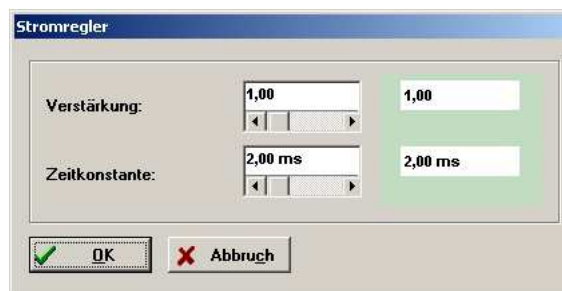 Stromregler
Verstärkung: 1,00 1,00
Zeitkonstante: 2,00 ms 2,00 ms
OK Abbruch